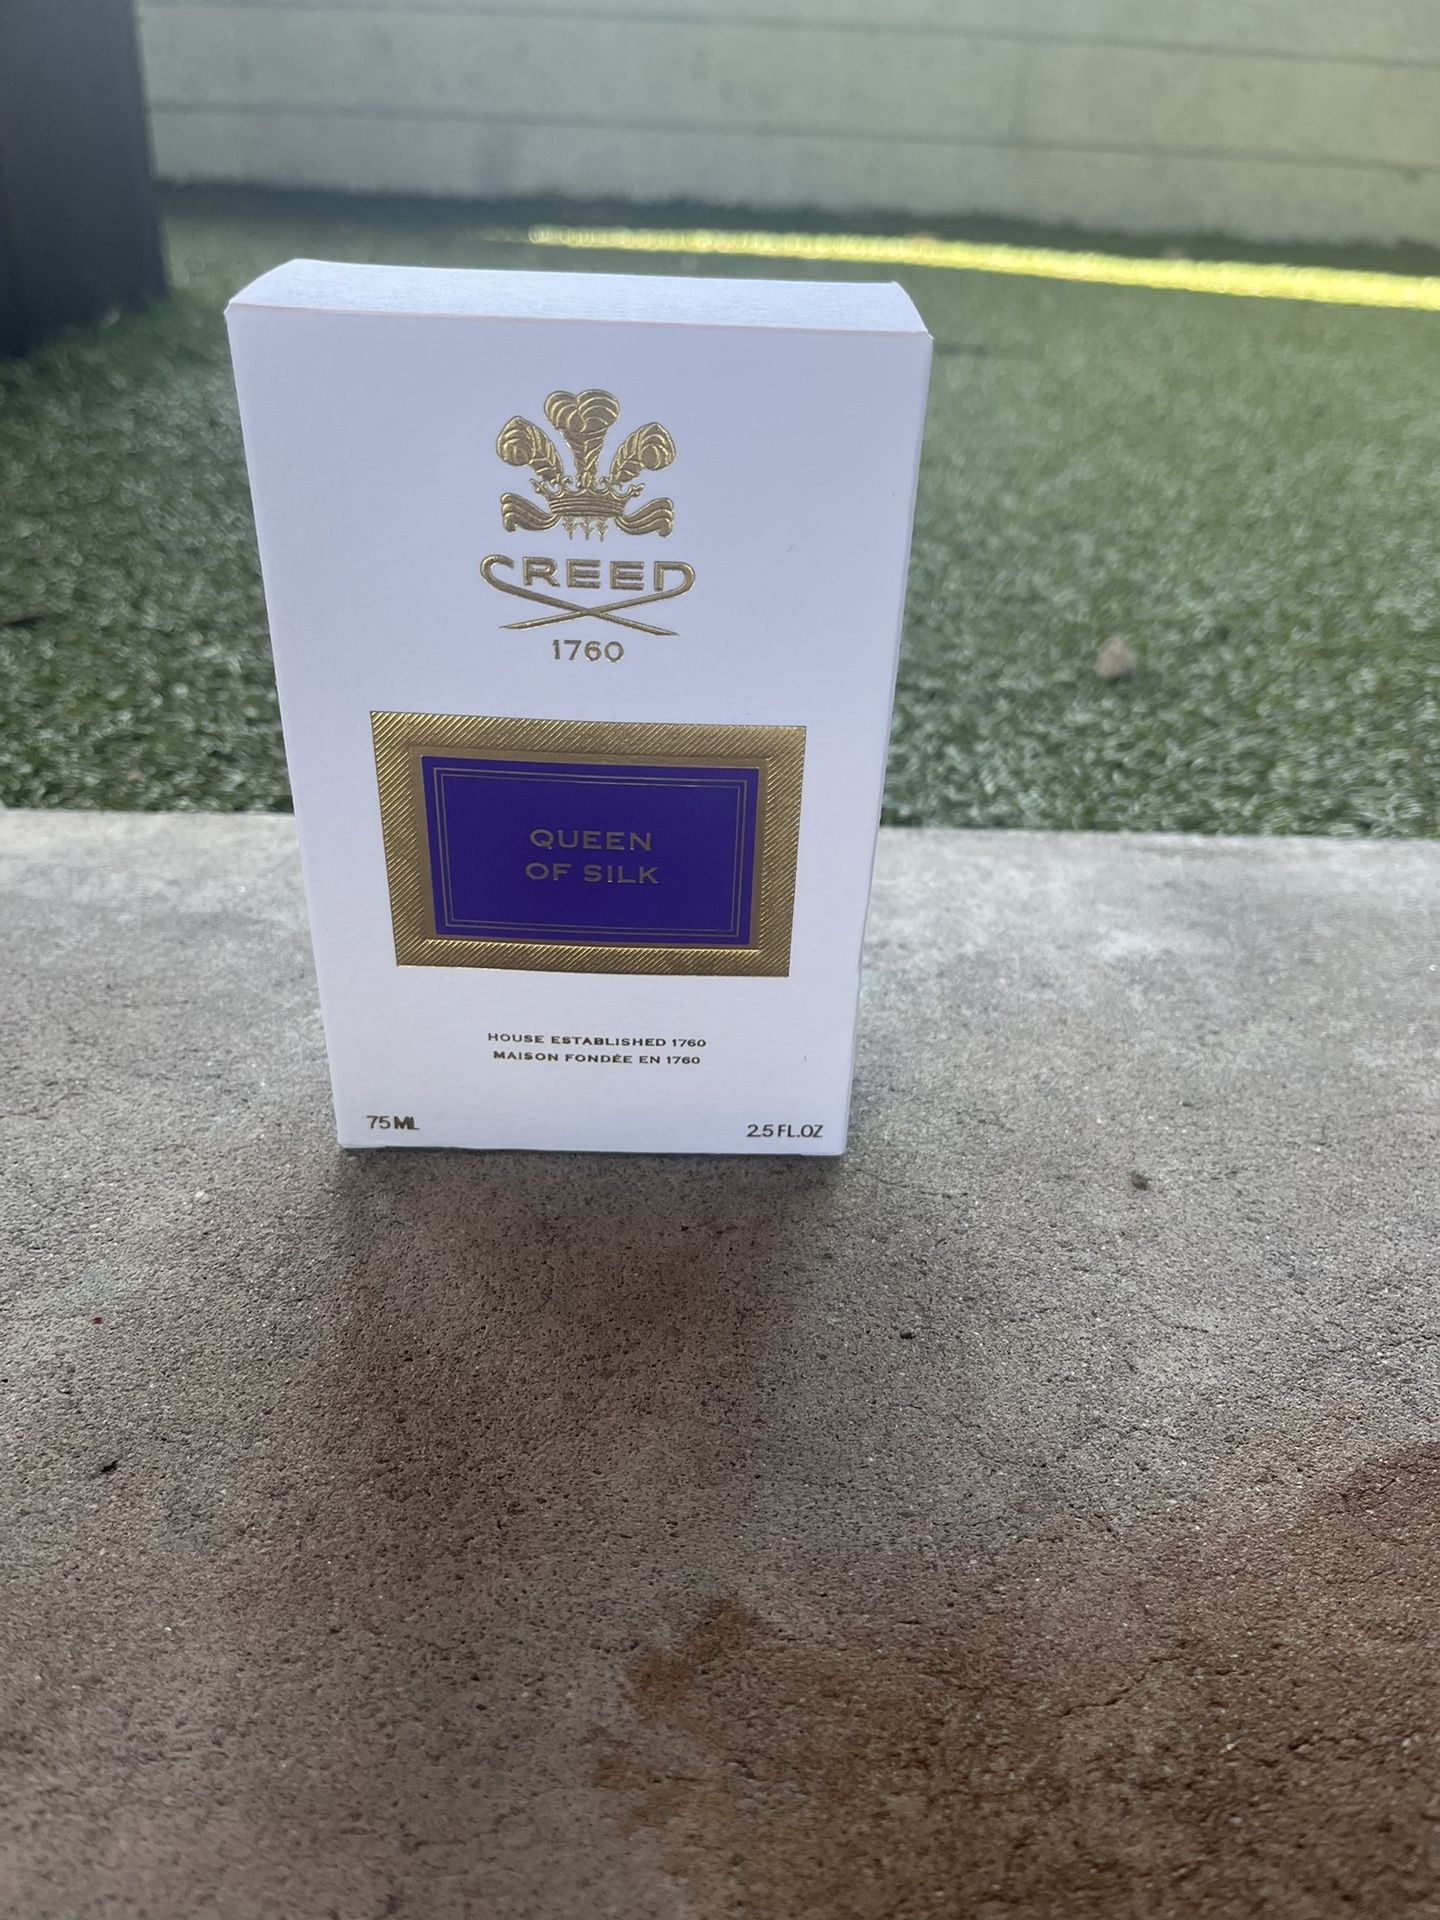 CREED
1760
QUEEN
OF SILK
HOUSE ESTABLISHED 1760
MAISON FONDÉE EN 1760
75 ML
2.5 FL.OZ